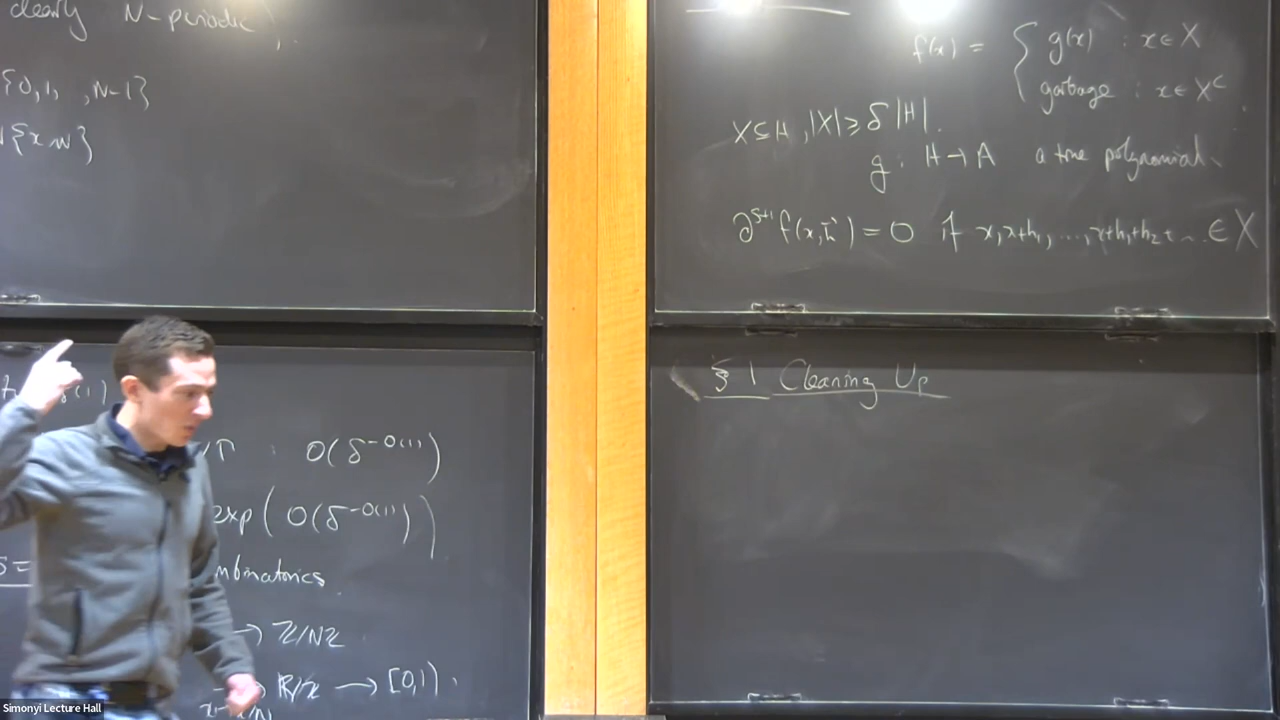 clearly N-periodic).
{0,1, ,N-1}
{x N}
O(δ^{-O(1)})
exp(O(δ^{-O(1)}))
mbinatorics.
→ ℤ/Nℤ
ℝ/ℤ → [0,1).
f(x) = { g(x) : x ∈ X
garbage : x ∈ X^c
X ⊆ H, |X| ≥ δ|H|.
g : H → A a true polynomial.
∂^{s+1} f(x, h⃗) = 0 if x, x+h₁, ..., x+h₁+h₂+... ∈ X
§ 1 Cleaning Up
Simonyi Lecture Hall